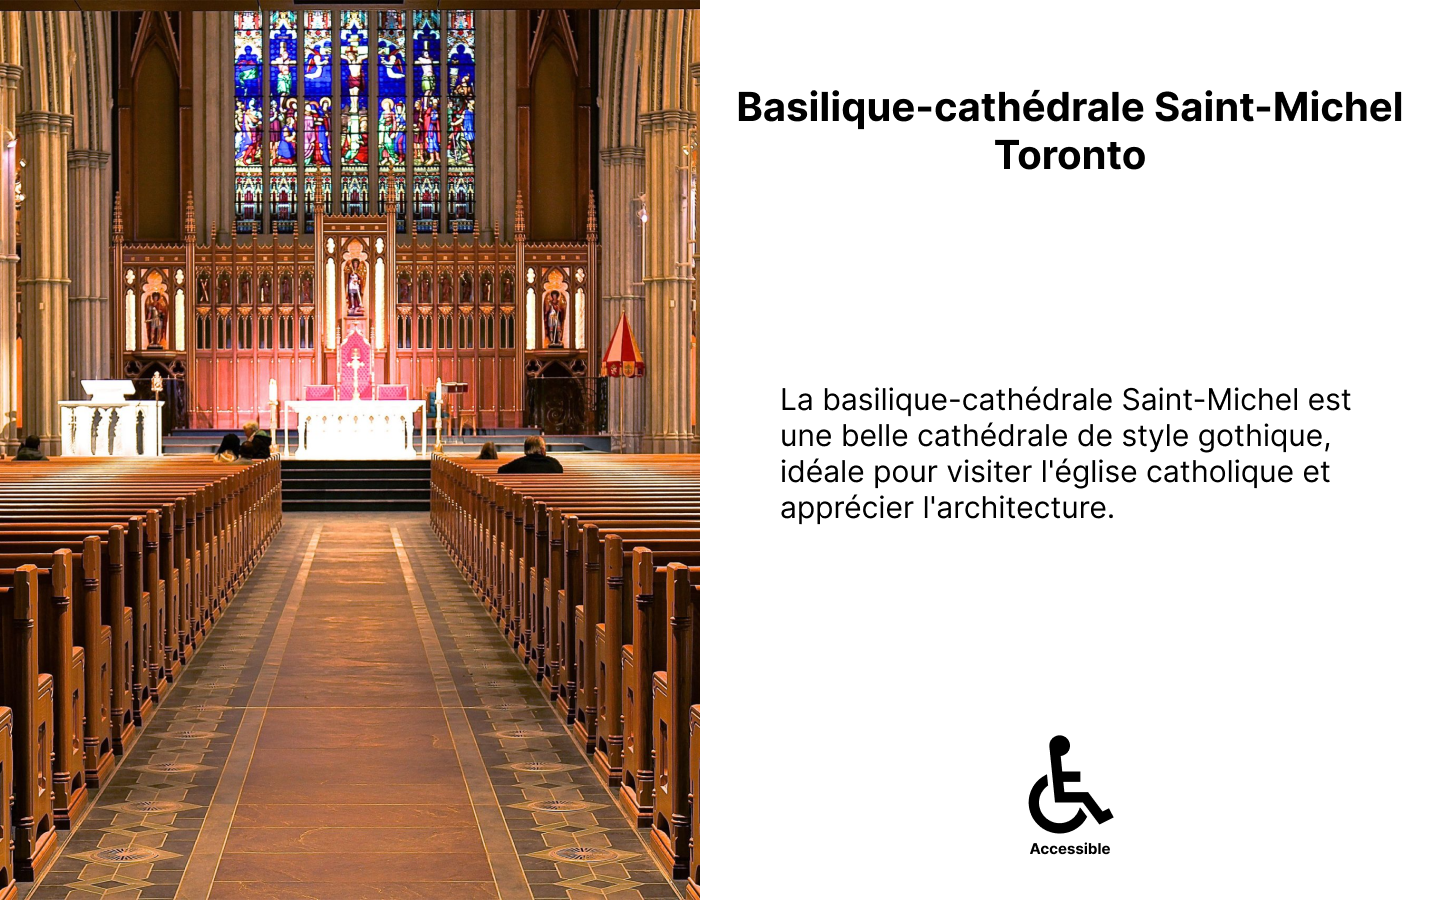 Basilique-cathédrale Saint-Michel
Toronto
La basilique-cathédrale Saint-Michel est
une belle cathédrale de style gothique,
idéale pour visiter l'église catholique et
apprécier l'architecture.
Accessible